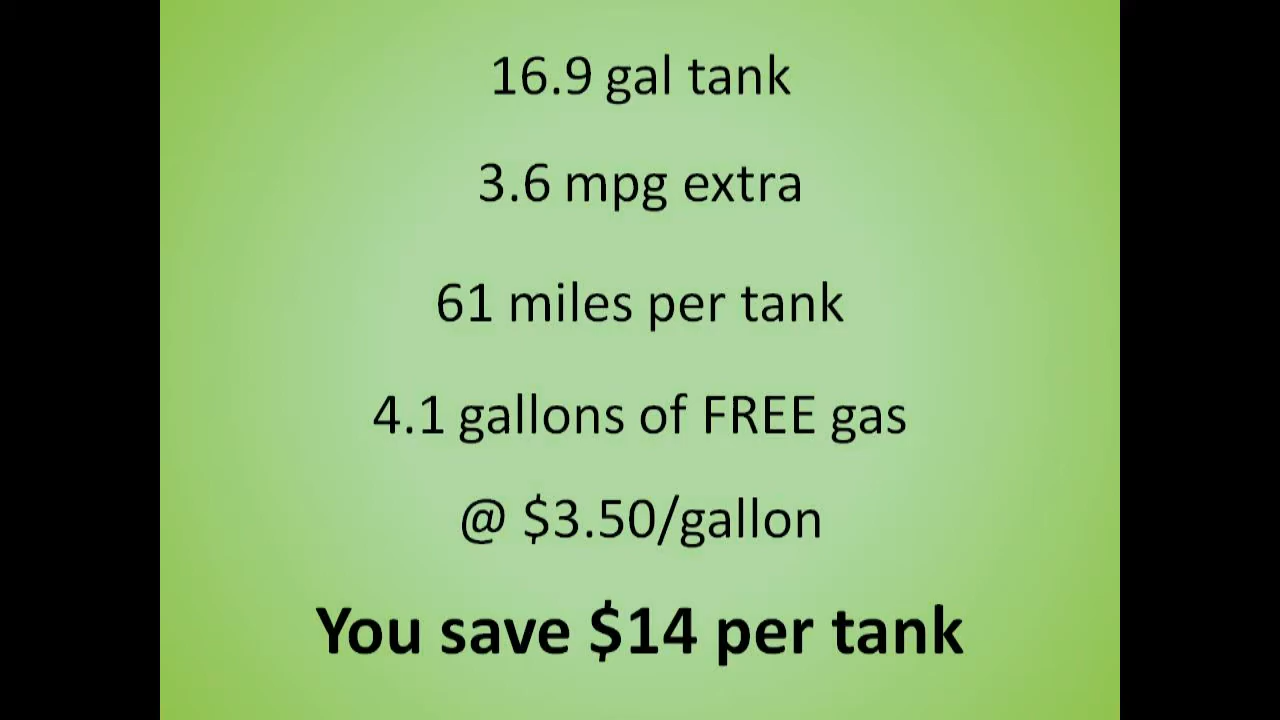 16.9 gal tank
3.6 mpg extra
61 miles per tank
4.1 gallons of FREE gas
@ $3.50/gallon
You save $14 per tank